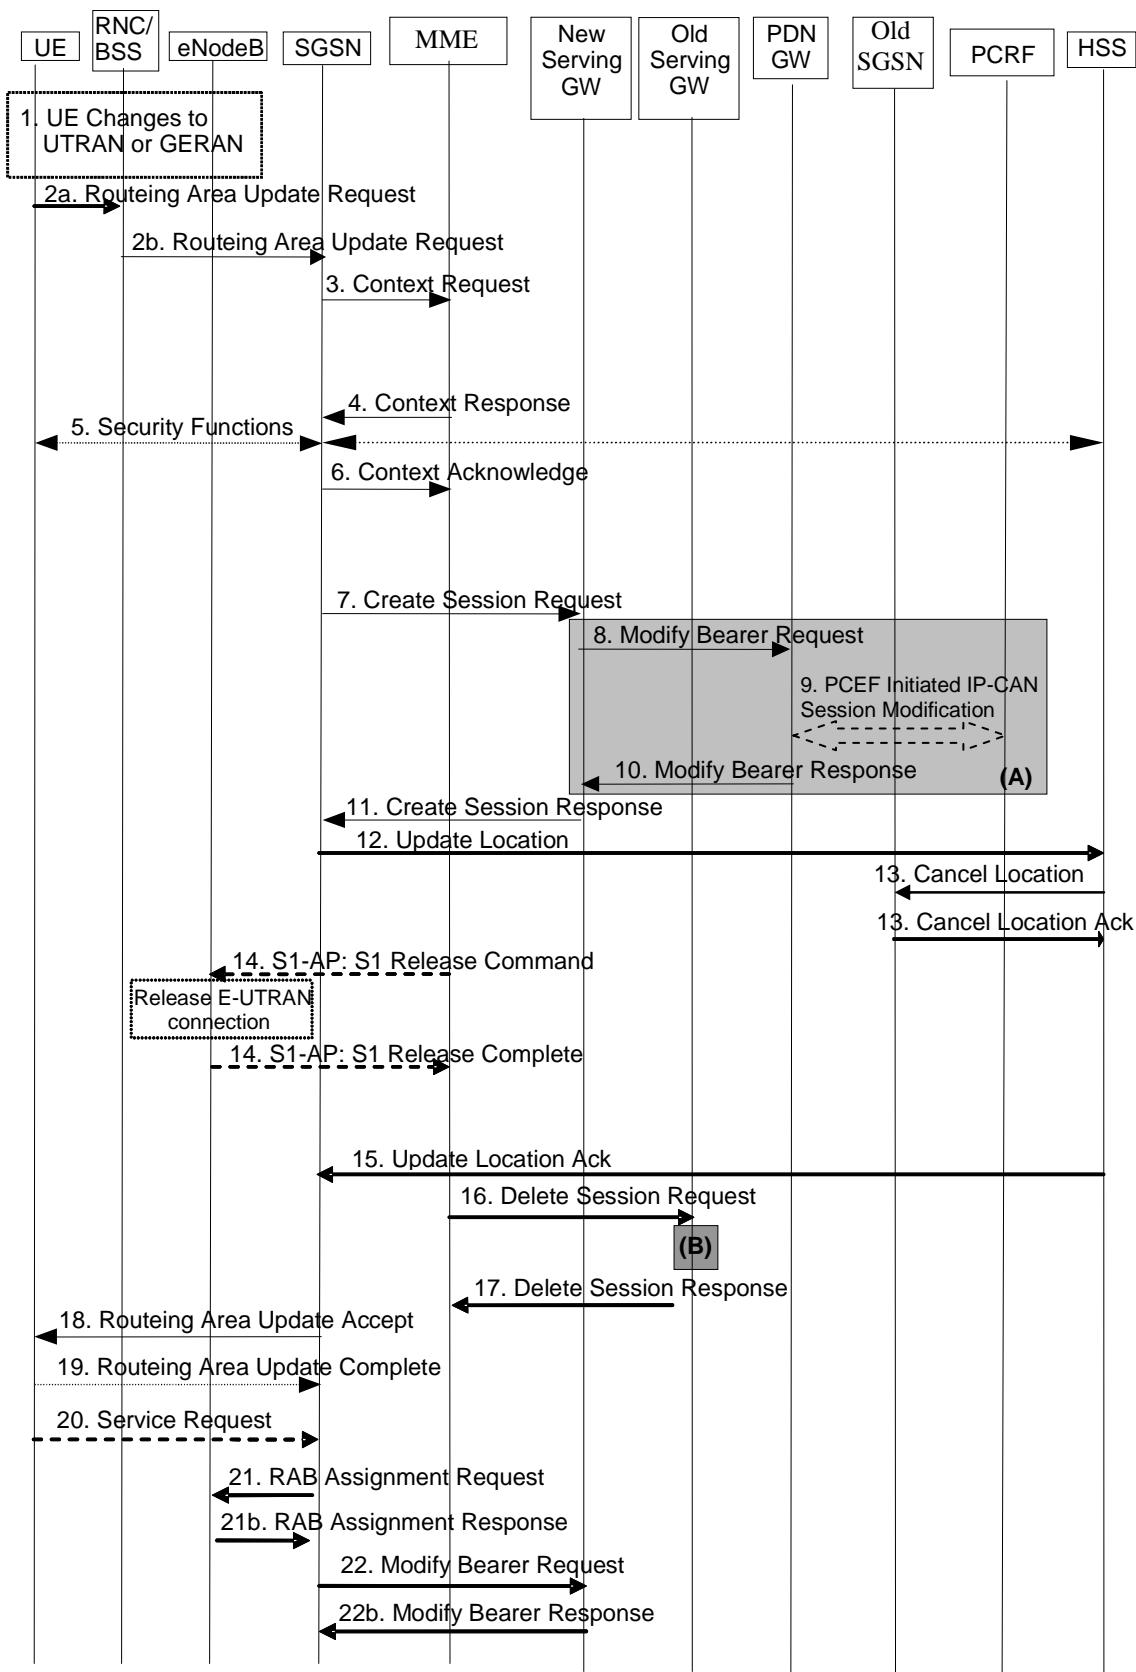 UE
RNC/
BSS
eNodeB
SGSN
MME
New
Serving
GW
Old
Serving
GW
PDN
GW
Old
SGSN
PCRF
HSS
1. UE Changes to
UTRAN or GERAN
2a. Routeing Area Update Request
2b. Routeing Area Update Request
3. Context Request
4. Context Response
5. Security Functions
6. Context Acknowledge
7. Create Session Request
8. Modify Bearer Request
9. PCEF Initiated IP-CAN
Session Modification
10. Modify Bearer Response
(A)
11. Create Session Response
12. Update Location
13. Cancel Location
13. Cancel Location Ack
14. S1-AP: S1 Release Command
Release E-UTRAN
connection
14. S1-AP: S1 Release Complete
15. Update Location Ack
16. Delete Session Request
(B)
17. Delete Session Response
18. Routeing Area Update Accept
19. Routeing Area Update Complete
20. Service Request
21. RAB Assignment Request
21b. RAB Assignment Response
22. Modify Bearer Request
22b. Modify Bearer Response